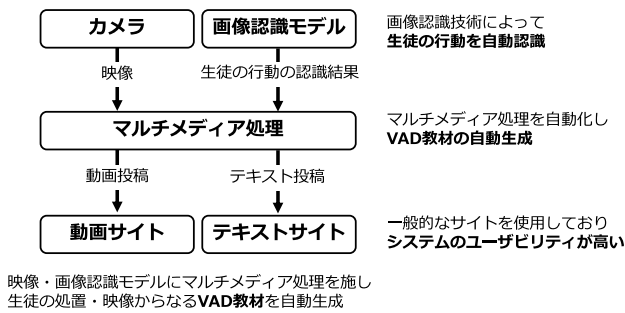 カメラ
画像認識モデル
画像認識技術によって
生徒の行動を自動認識
映像
生徒の行動の認識結果
マルチメディア処理
マルチメディア処理を自動化し
VAD教材の自動生成
動画投稿
テキスト投稿
動画サイト
テキストサイト
一般的なサイトを使用しており
システムのユーザビリティが高い
映像・画像認識モデルにマルチメディア処理を施し
生徒の処置・映像からなるVAD教材を自動生成